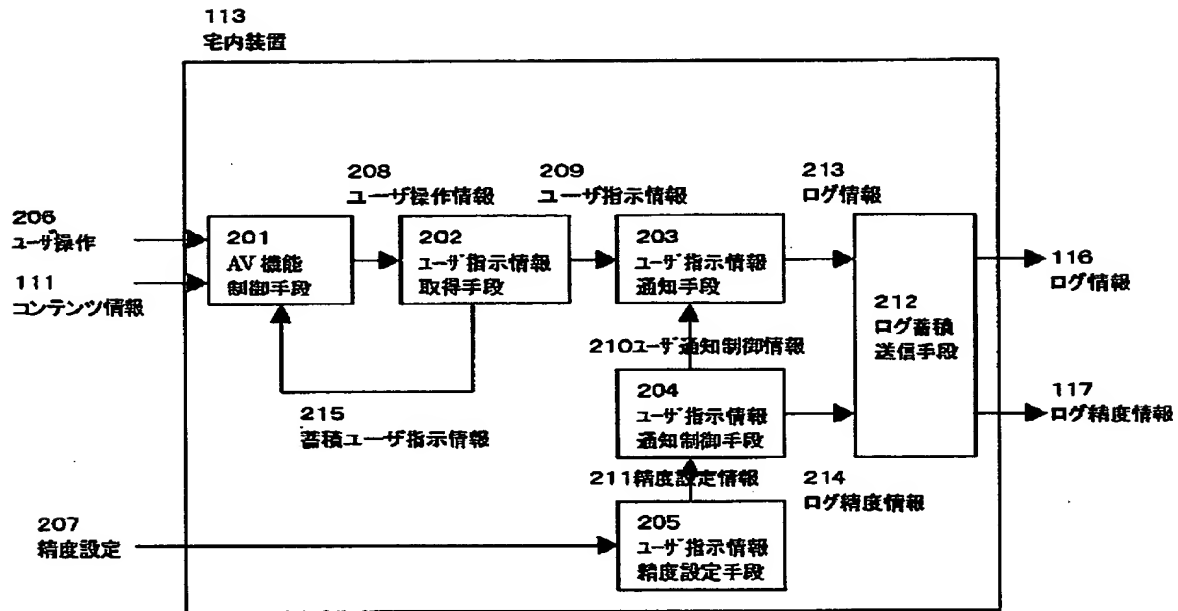 113
宅内装置
208
ユーザ操作情報
209
ユーザ指示情報
213
ログ情報
206
ユーザ操作
111
コンテンツ情報
201
AV 機能
制御手段
202
ユーザ指示情報
取得手段
203
ユーザ指示情報
通知手段
212
ログ蓄積
送信手段
116
ログ情報
210ユーザ通知制御情報
215
蓄積ユーザ指示情報
204
ユーザ指示情報
通知制御手段
117
ログ精度情報
211精度設定情報
214
ログ精度情報
207
精度設定
205
ユーザ指示情報
精度設定手段